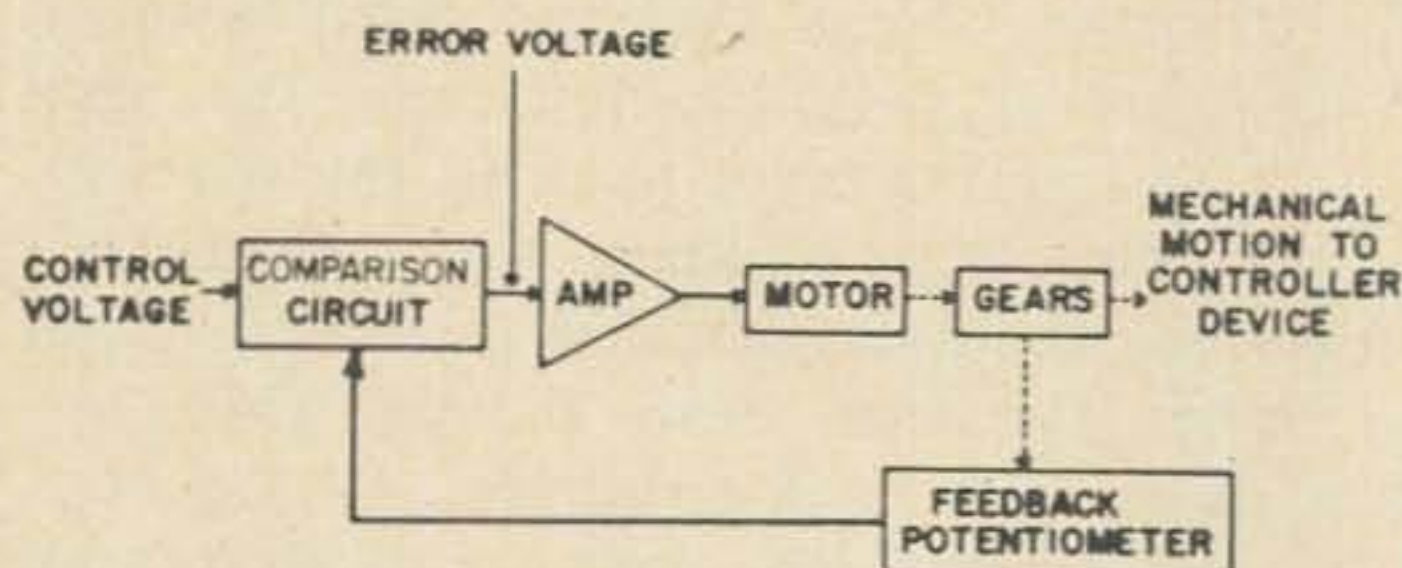 ERROR VOLTAGE
CONTROL
VOLTAGE
COMPARISON
CIRCUIT
AMP
MOTOR
GEARS
MECHANICAL
MOTION TO
CONTROLLER
DEVICE
FEEDBACK
POTENTIOMETER